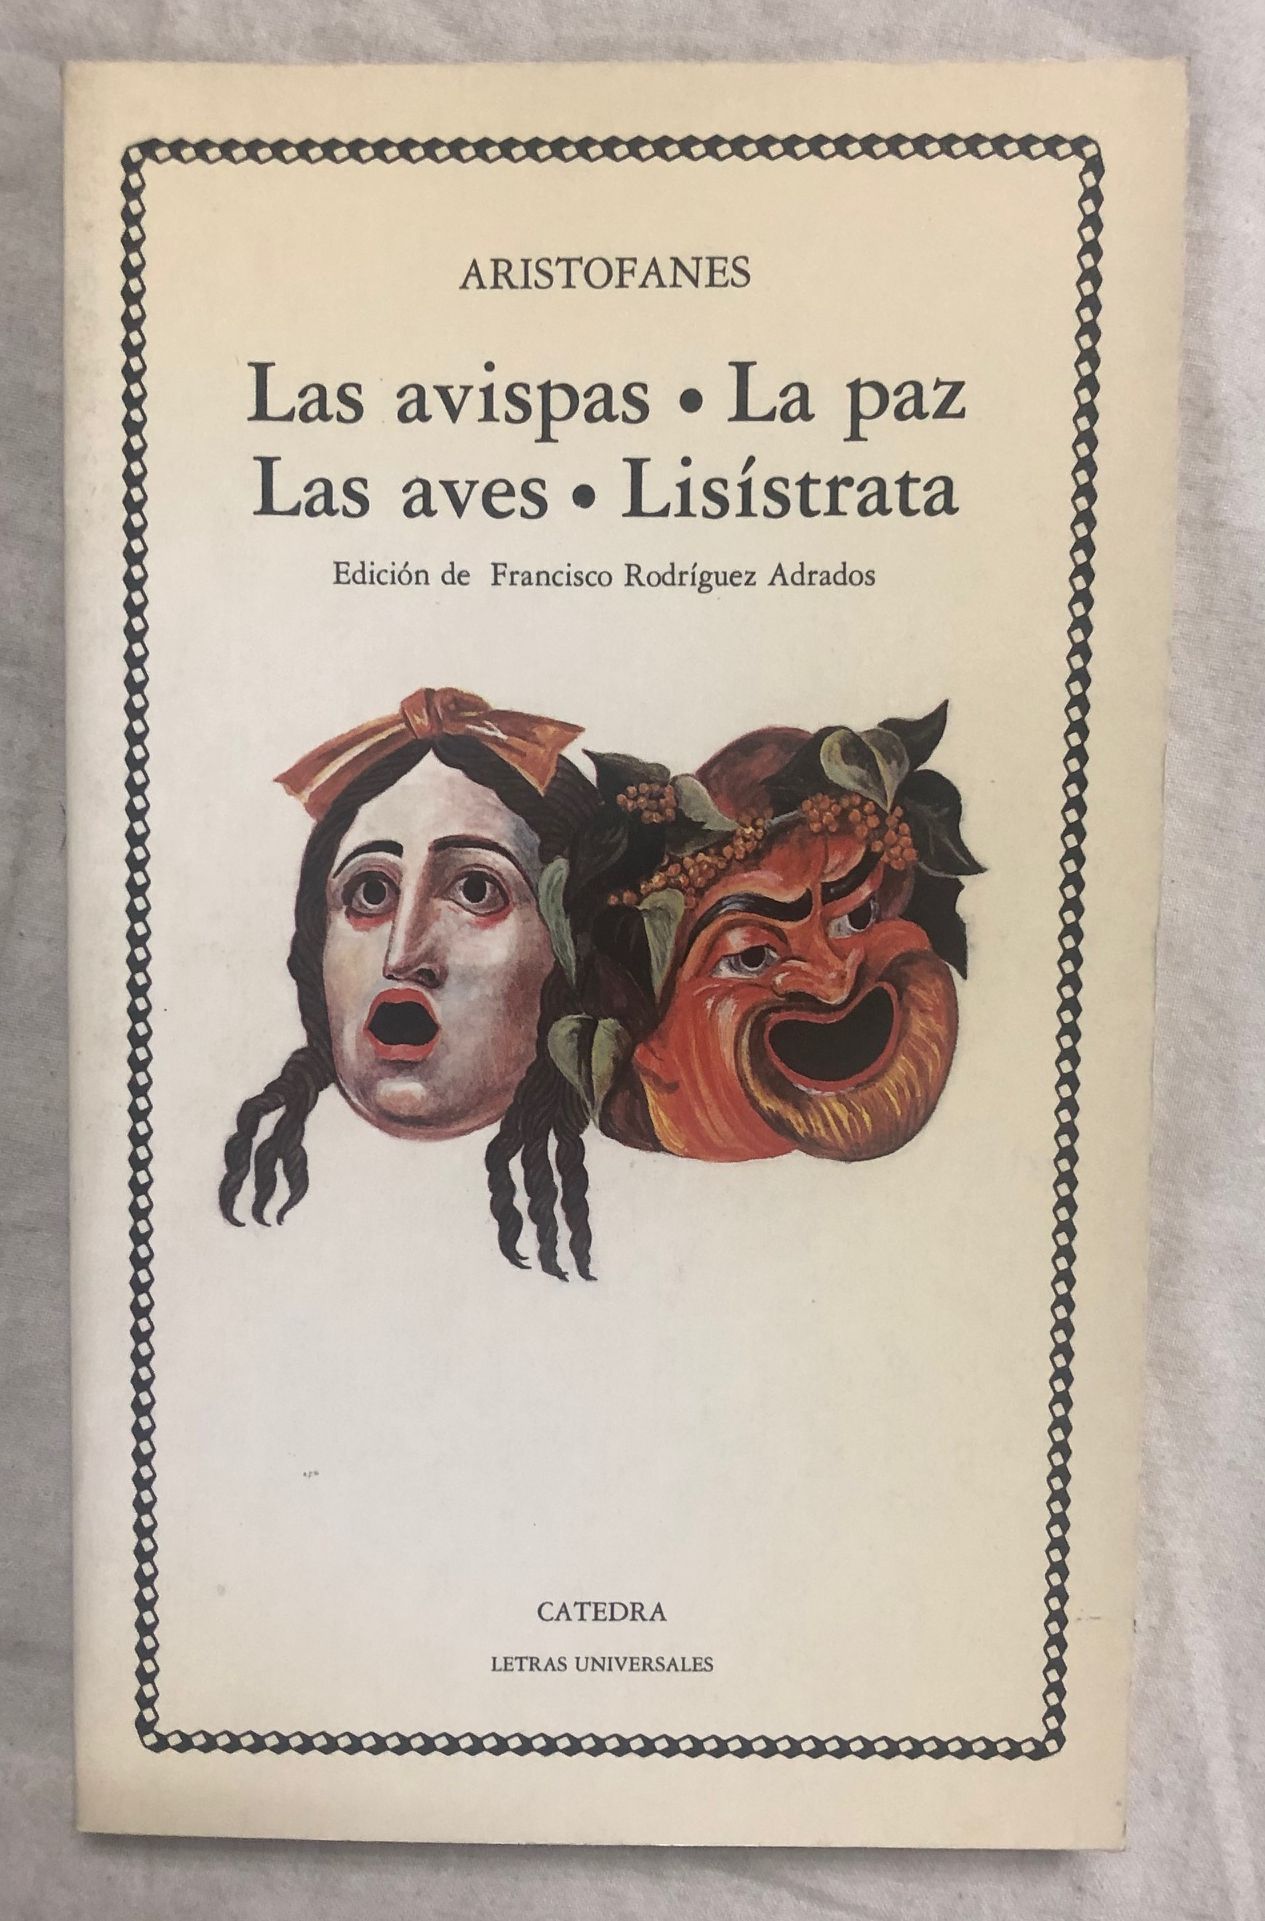 ARISTOFANES
Las avispas • La paz
Las aves • Lisístrata
Edición de Francisco Rodríguez Adrados
CATEDRA
LETRAS UNIVERSALES